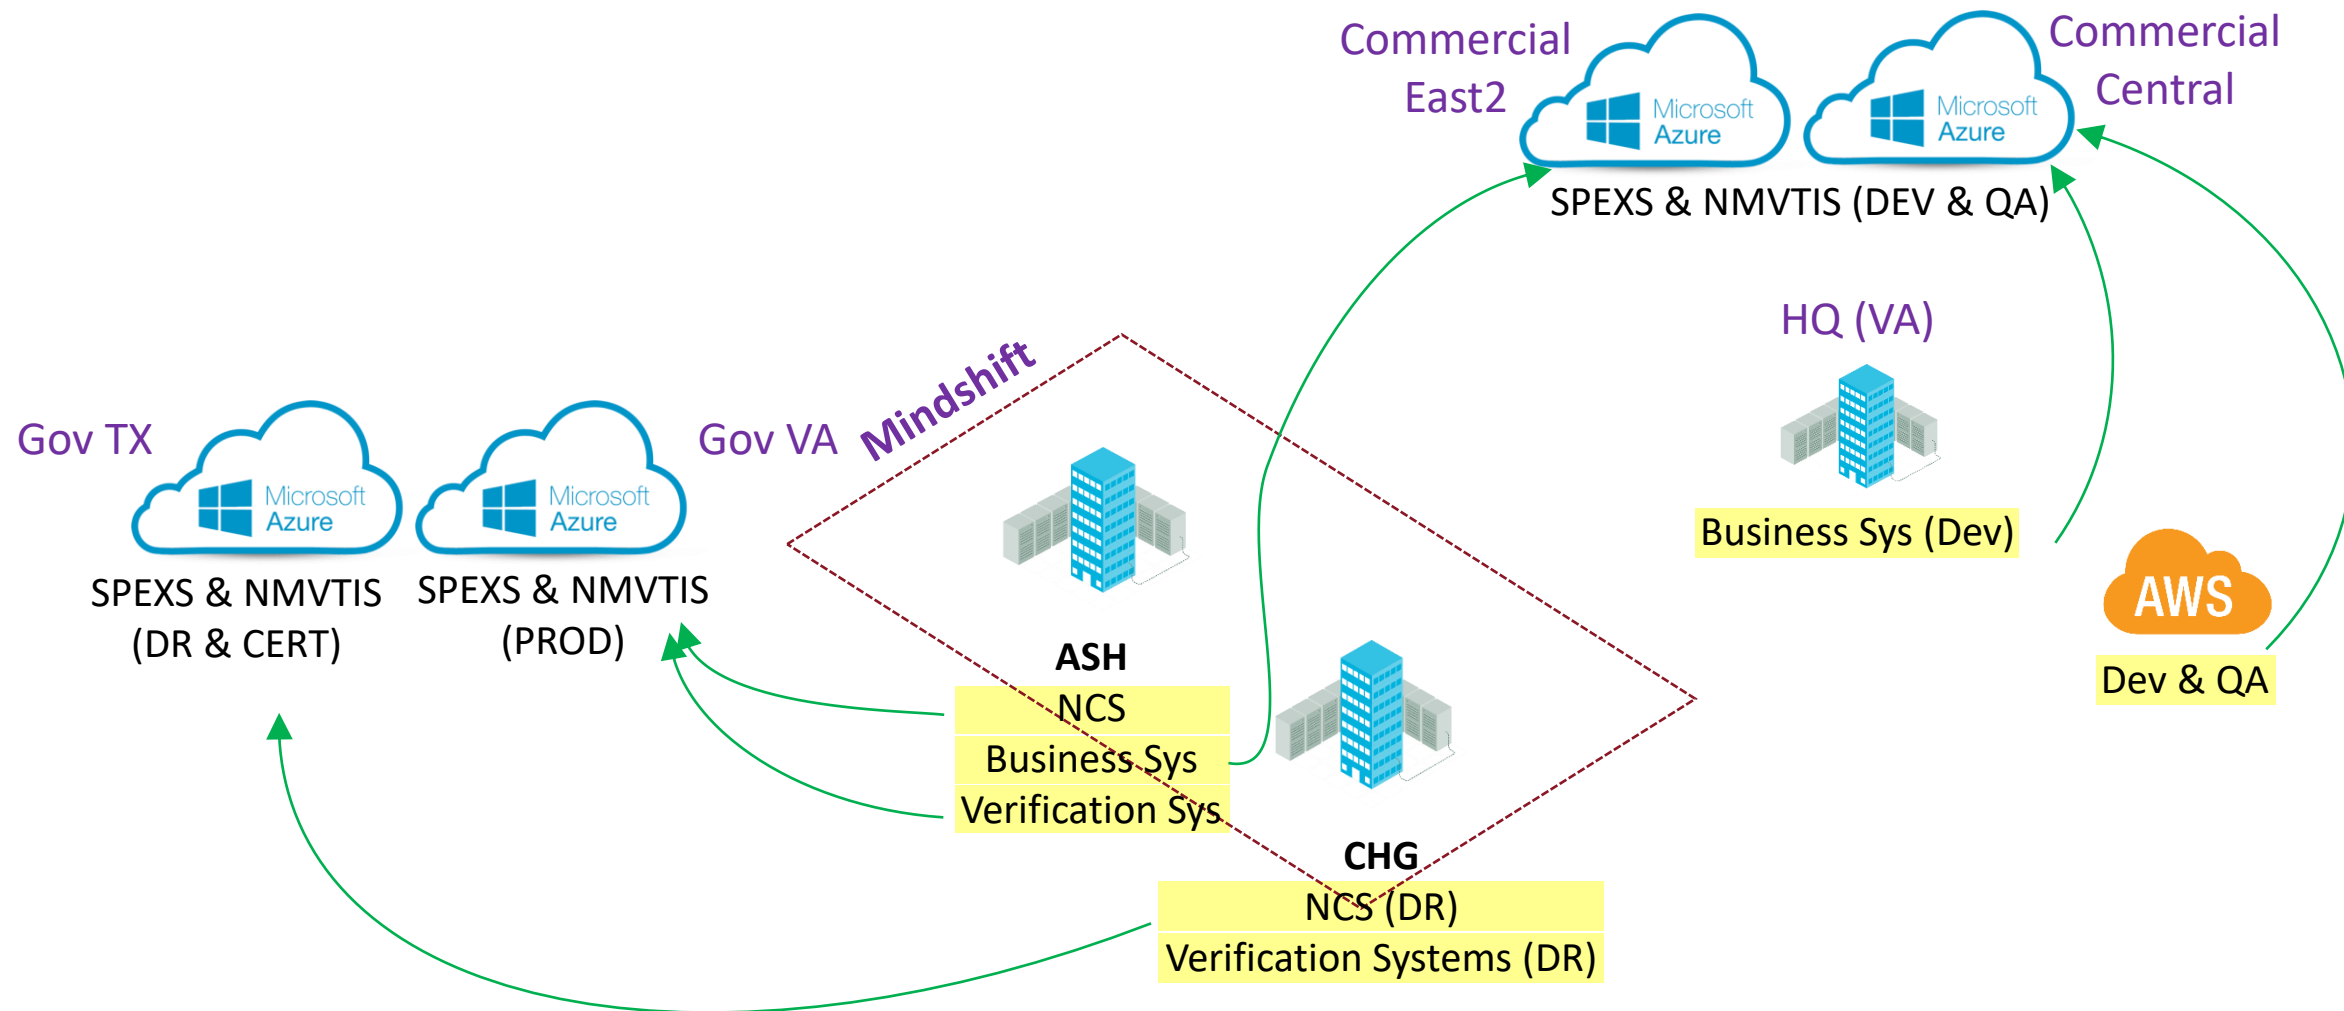 Commercial
East2
Microsoft
Azure
Microsoft
Azure
Commercial
Central
SPEXS & NMVTIS (DEV & QA)
HQ (VA)
Business Sys (Dev)
AWS
Dev & QA
Mindshift
Gov TX
Microsoft
Azure
SPEXS & NMVTIS
(DR & CERT)
Microsoft
Azure
Gov VA
SPEXS & NMVTIS
(PROD)
ASH
NCS
Business Sys
Verification Sys
CHG
NCS (DR)
Verification Systems (DR)